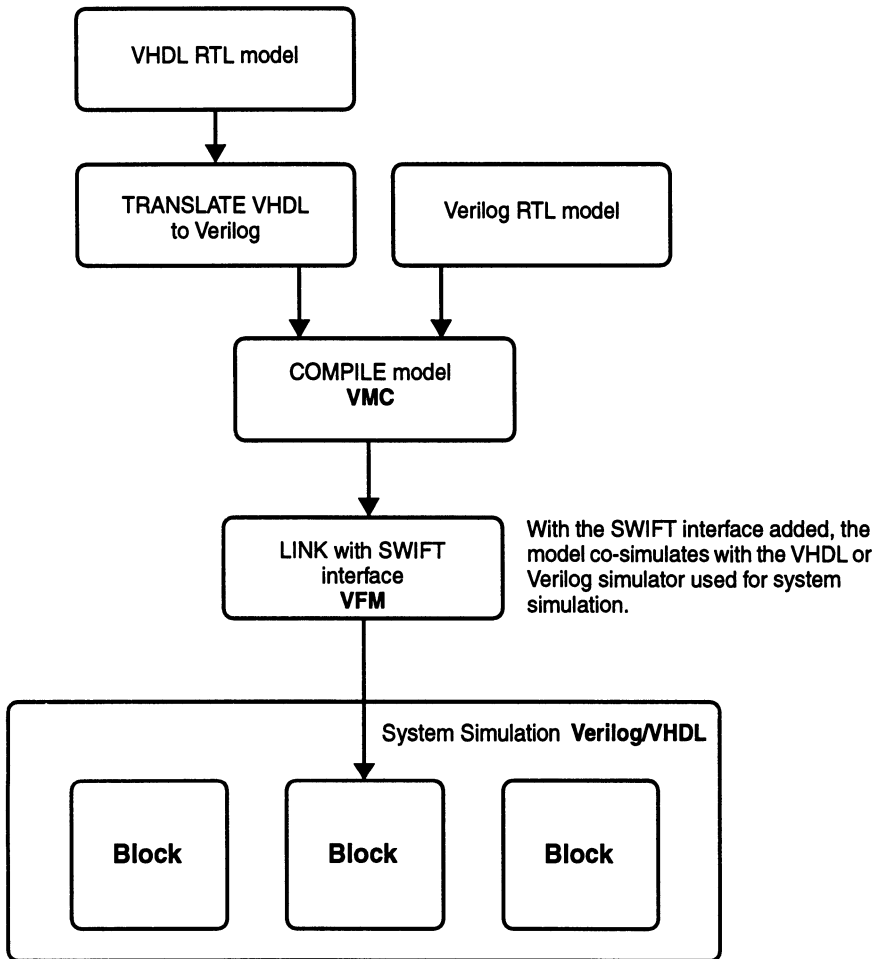 VHDL RTL model
TRANSLATE VHDL
to Verilog
Verilog RTL model
COMPILE model
VMC
LINK with SWIFT
interface
VFM
With the SWIFT interface added, the
model co-simulates with the VHDL or
Verilog simulator used for system
simulation.
System Simulation Verilog/VHDL
Block
Block
Block